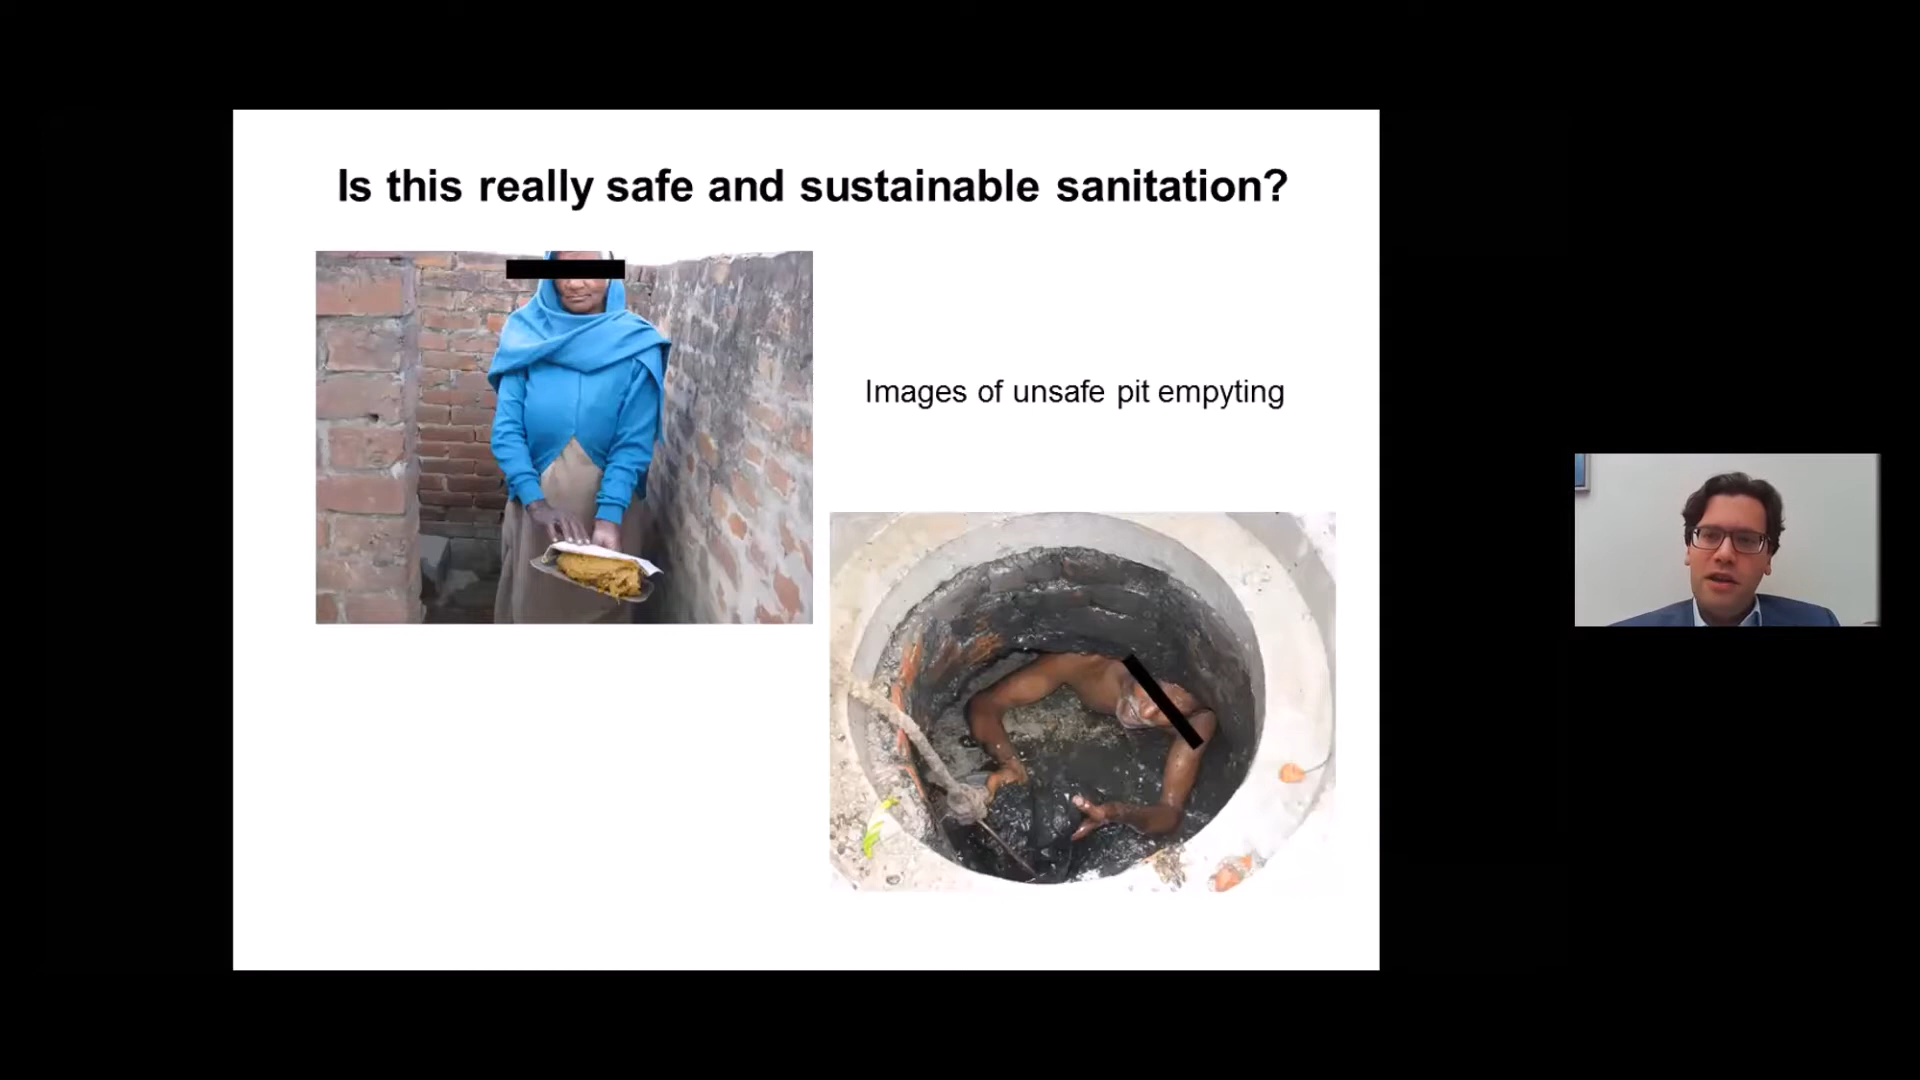 Is this really safe and sustainable sanitation?
Images of unsafe pit empyting